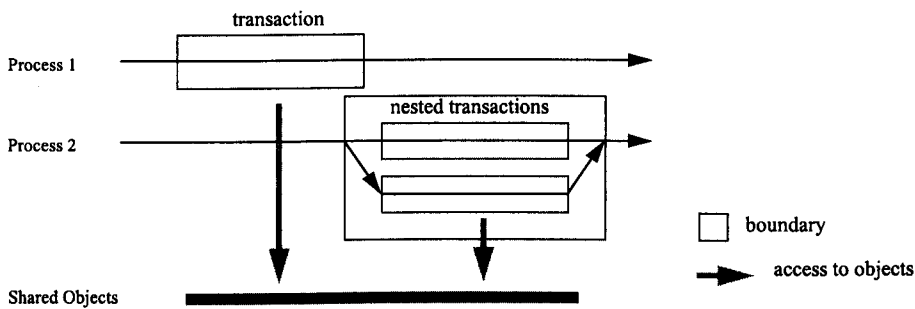 transaction
Process 1
nested transactions
Process 2
boundary
access to objects
Shared Objects